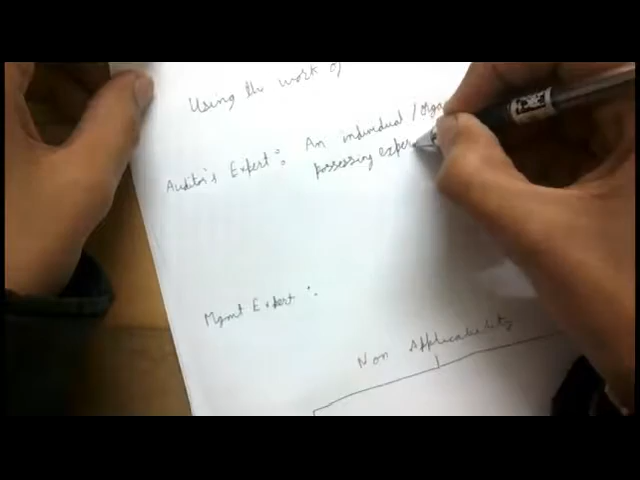 Using the work of
Auditor's Expert : An individual / Orga
possessing exper
Mgmt Expert :
Non Applicability